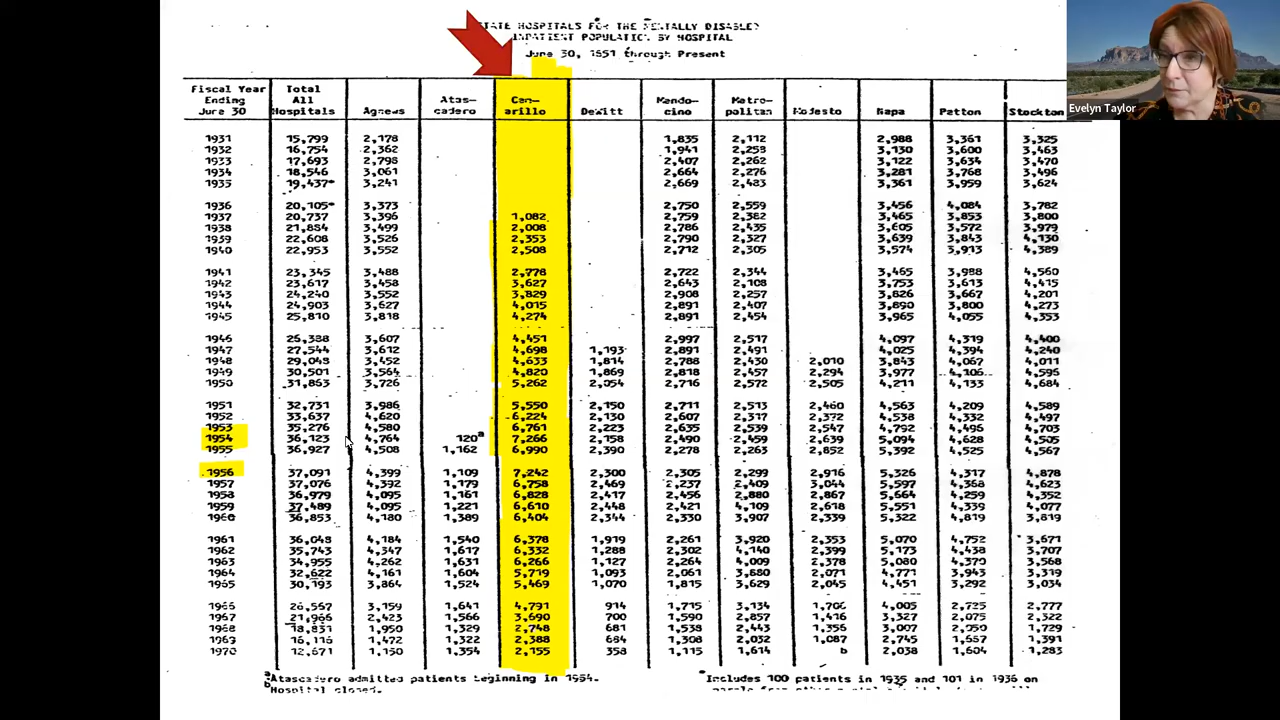 STATE HOSPITALS FOR THE MENTALLY DISABLED
INPATIENT POPULATION BY HOSPITAL
June 30, 1931 through Present
Evelyn Taylor
Fiscal Year Ending June 30 Total All Hospitals Agnews Atas-cadero Cam-arillo DeWitt Mendo-cino Metro-politan Modesto Napa Patton Stockton
1931 15,799 2,178 1,835 2,112 2,988 3,361 3,325
1932 16,754 2,362 1,941 2,253 3,130 3,600 3,463
1933 17,693 2,798 2,407 2,262 3,122 3,634 3,470
1934 18,546 3,061 2,664 2,276 3,281 3,768 3,496
1935 19,437* 3,241 2,669 2,483 3,361 3,959 3,624
1936 20,105* 3,373 2,750 2,559 3,456 4,084 3,782
1937 20,737 3,396 1,082 2,759 2,382 3,465 3,853 3,800
1938 21,884 3,499 2,008 2,786 2,435 3,605 3,572 3,979
1939 22,608 3,526 2,353 2,790 2,327 3,639 3,843 4,130
1940 22,953 3,552 2,508 2,712 2,305 3,574 3,913 4,389
1941 23,345 3,488 2,778 2,722 2,344 3,465 3,988 4,560
1942 23,617 3,458 3,627 2,643 2,108 3,753 3,613 4,415
1943 24,240 3,552 3,829 2,908 2,257 3,826 3,667 4,201
1944 24,903 3,627 4,015 2,891 2,407 3,890 3,800 4,273
1945 25,810 3,818 4,274 2,891 2,454 3,965 4,055 4,353
1946 26,388 3,607 4,451 2,997 2,517 4,097 4,319 4,400
1947 27,544 3,612 4,698 1,193 2,891 2,491 4,025 4,394 4,240
1948 29,048 3,452 4,633 1,814 2,788 2,430 2,010 3,843 4,067 4,011
1949 30,501 3,564 4,820 1,869 2,818 2,457 2,294 3,977 4,106 4,596
1950 31,863 3,726 5,262 2,054 2,716 2,572 2,505 4,211 4,133 4,684
1951 32,731 3,986 5,550 2,150 2,711 2,513 2,460 4,563 4,209 4,589
1952 33,637 4,620 6,224 2,130 2,607 2,317 2,372 4,538 4,332 4,497
1953 35,276 4,580 6,761 2,223 2,635 2,539 2,547 4,792 4,496 4,703
1954 36,123 4,764 120a 7,266 2,158 2,490 2,459 2,639 5,094 4,628 4,505
1955 36,927 4,508 1,162 6,990 2,390 2,278 2,263 2,852 5,392 4,525 4,567
1956 37,091 4,399 1,109 7,242 2,300 2,305 2,299 2,916 5,326 4,317 4,878
1957 37,076 4,392 1,179 6,758 2,469 2,237 2,409 3,044 5,597 4,368 4,623
1958 36,979 4,095 1,161 6,828 2,417 2,456 2,880 2,867 5,664 4,259 4,352
1959 37,489 4,095 1,221 6,610 2,448 2,421 4,109 2,618 5,551 4,339 4,077
1960 36,853 4,180 1,389 6,404 2,344 2,330 3,907 2,339 5,322 4,819 3,819
1961 36,048 4,184 1,540 6,378 1,919 2,261 3,920 2,353 5,070 4,752 3,671
1962 35,743 4,347 1,617 6,332 1,288 2,302 4,140 2,399 5,173 4,438 3,707
1963 34,955 4,262 1,631 6,266 1,127 2,264 4,009 2,378 5,080 4,370 3,568
1964 32,622 4,161 1,604 5,719 1,093 2,061 3,880 2,071 4,771 3,943 3,319
1965 30,193 3,864 1,524 5,469 1,070 1,815 3,629 2,045 4,451 3,292 3,034
1966 26,567 3,159 1,641 4,791 914 1,715 3,134 1,706 4,005 2,725 2,777
1967 21,966 2,423 1,566 3,690 700 1,590 2,857 1,416 3,327 2,075 2,322
1968 18,831 1,950 1,329 2,748 681 1,538 2,443 1,356 3,007 2,050 1,729
1969 16,116 1,472 1,322 2,388 684 1,308 2,032 1,087 2,745 1,687 1,391
1970 12,671 1,150 1,354 2,155 358 1,115 1,614 b 2,038 1,604 1,283
a Atascadero admitted patients beginning in 1954.
b Hospital closed.
*Includes 100 patients in 1935 and 101 in 1936 on